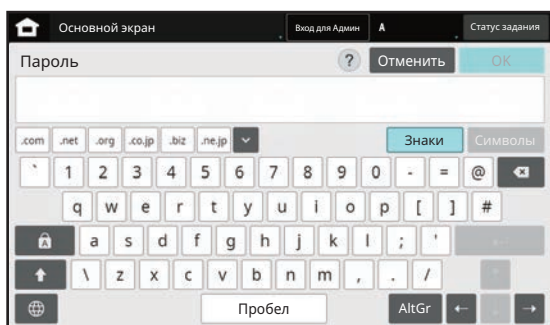 Основной экран Вход для Админ A Статус задания
Пароль ? Отменить OK
.com .net .org .co.jp .biz .ne.jp Знаки Символы
` 1 2 3 4 5 6 7 8 9 0 - = @
q w e r t y u i o p [ ] #
a s d f g h j k l ; '
\ z x c v b n m , . /
Пробел AltGr